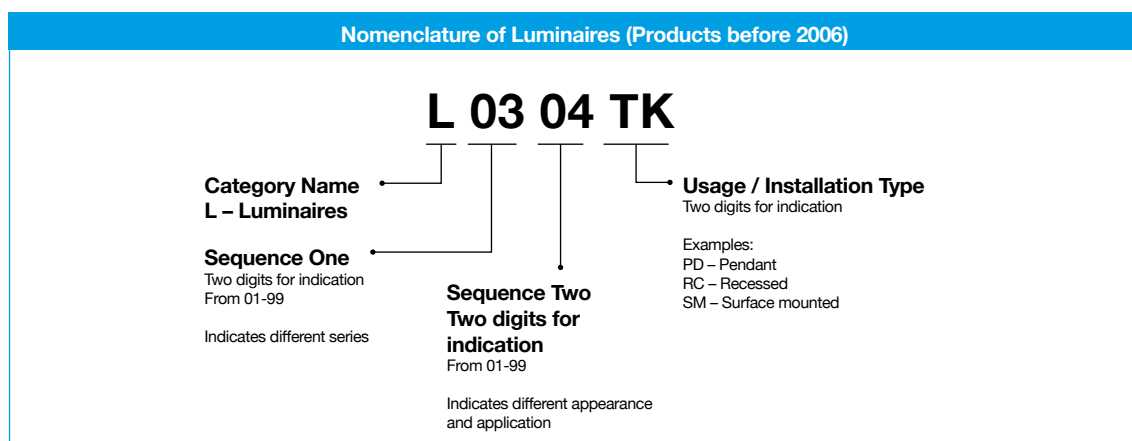 Nomenclature of Luminaires (Products before 2006)
L 03 04 TK
Category Name
L – Luminaires
Sequence One
Two digits for indication
From 01-99
Indicates different series
Sequence Two
Two digits for
indication
From 01-99
Indicates different appearance
and application
Usage / Installation Type
Two digits for indication
Examples:
PD – Pendant
RC – Recessed
SM – Surface mounted